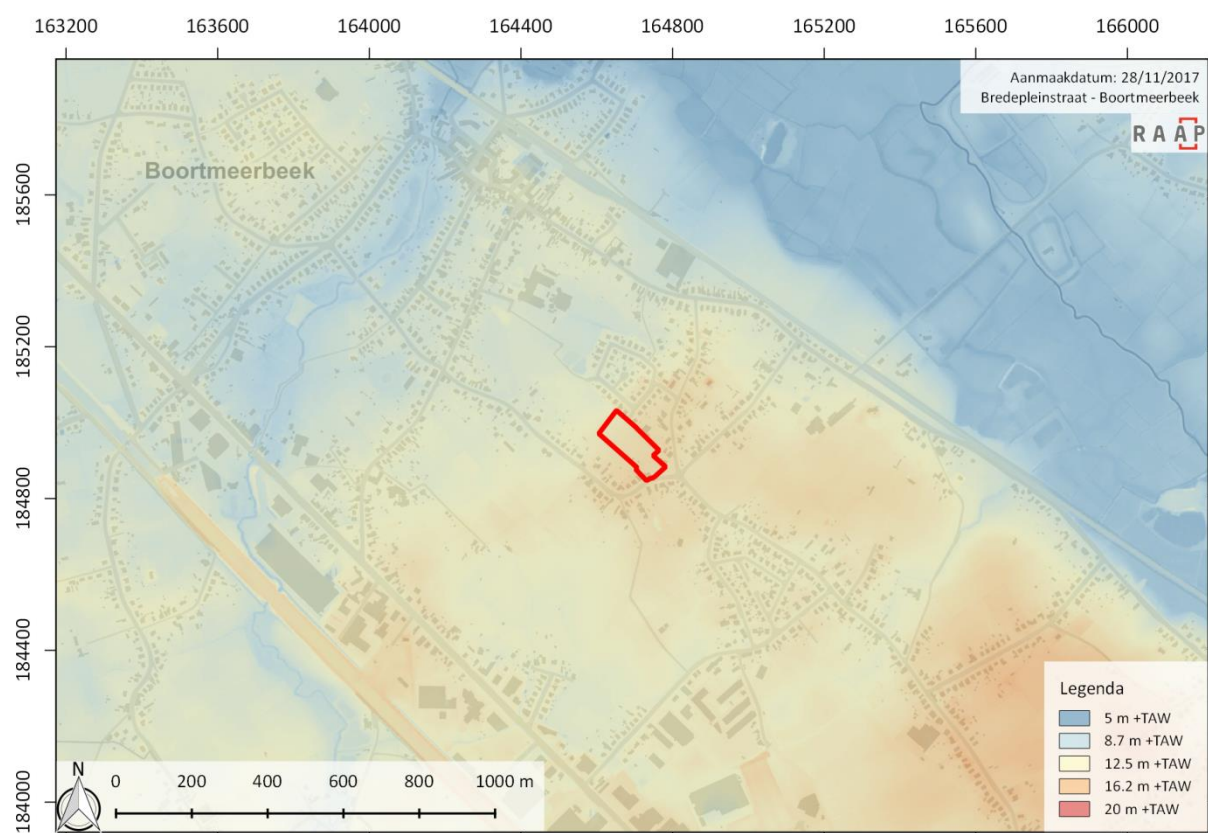 163200 163600 164000 164400 164800 165200 165600 166000
Aanmaakdatum: 28/11/2017
Bredepleinstraat - Boortmeerbeek
RAAP
Boortmeerbeek
185600
185200
184800
184400
184000
Legenda
5 m +TAW
8.7 m +TAW
12.5 m +TAW
16.2 m +TAW
20 m +TAW
N
0 200 400 600 800 1000 m